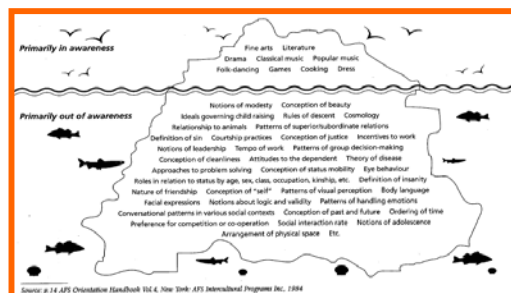 Primarily in awareness
Fine arts Literature
Drama Classical music Popular music
Folk-dancing Games Cooking Dress
Primarily out of awareness
Notions of modesty Conception of beauty
Ideals governing child raising Rules of descent Cosmology
Relationship to animals Patterns of superior/subordinate relations
Definition of sin Courtship practices Conception of justice Incentives to work
Notions of leadership Tempo of work Patterns of group decision-making
Conception of cleanliness Attitudes to the dependent Theory of disease
Approaches to problem solving Conception of status mobility Eye behaviour
Roles in relation to status by age, sex, class, occupation, kinship, etc. Definition of insanity
Nature of friendship Conception of "self" Patterns of visual perception Body language
Facial expressions Notions about logic and validity Patterns of handling emotions
Conversational patterns in various social contexts Conception of past and future Ordering of time
Preference for competition or co-operation Social interaction rate Notions of adolescence
Arrangement of physical space Etc.
Source: p.14 AFS Orientation Handbook Vol 4, New York: AFS Intercultural Programs Inc., 1984